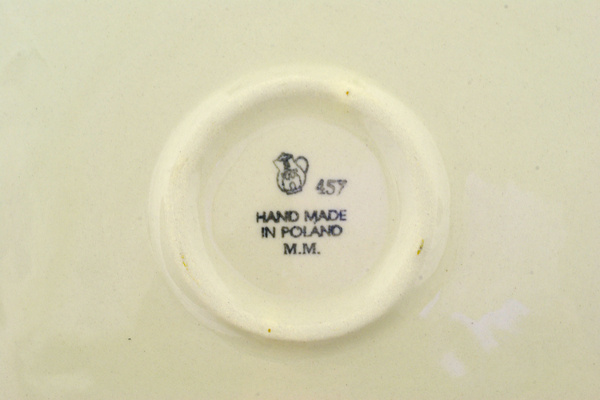 457
HAND MADE
IN POLAND
M.M.